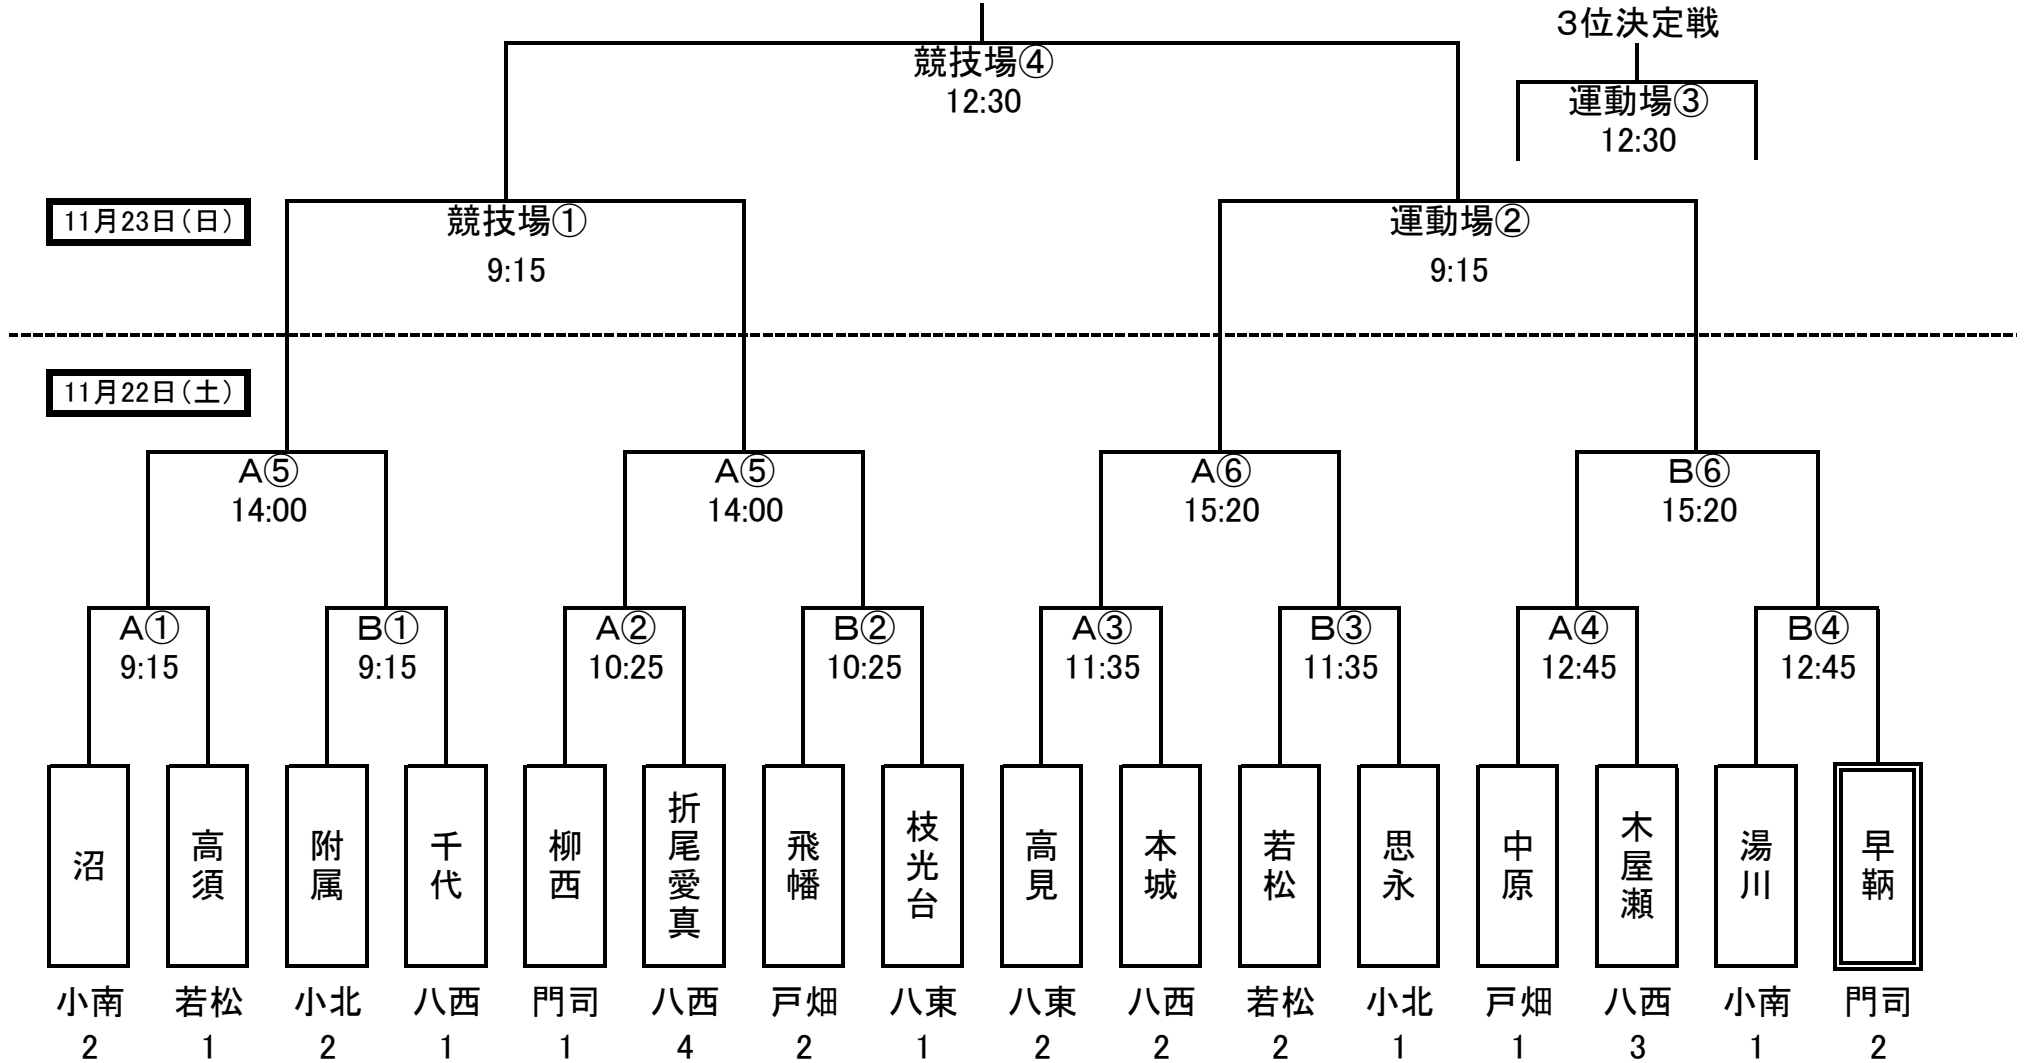 3位決定戦
競技場④
12:30
運動場③
12:30
11月23日(日)
競技場①
9:15
運動場②
9:15
11月22日(土)
A⑤
14:00
A⑤
14:00
A⑥
15:20
B⑥
15:20
A①
9:15
B①
9:15
A②
10:25
B②
10:25
A③
11:35
B③
11:35
A④
12:45
B④
12:45
沼
高須
附属
千代
柳西
折尾愛真
飛幡
枝光台
高見
本城
若松
思永
中原
木屋瀬
湯川
早鞆
小南 若松 小北 八西 門司 八西 戸畑 八東 八東 八西 若松 小北 戸畑 八西 小南 門司
2 1 2 1 1 4 2 1 2 2 2 1 1 3 1 2